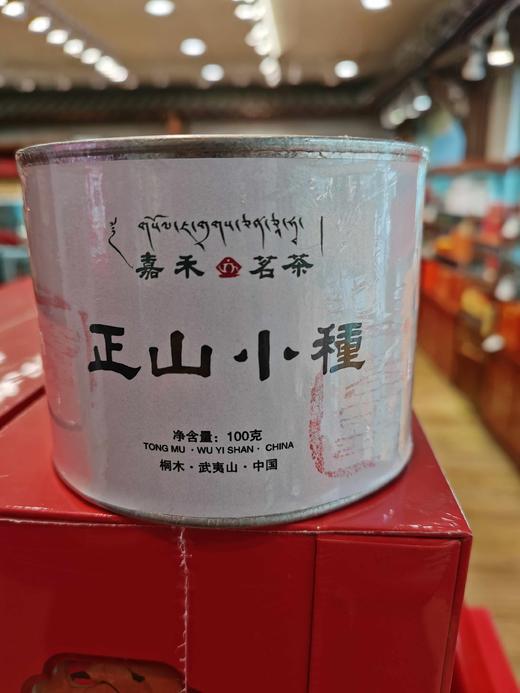 嘉禾 茗茶
正山小種
净含量：100克
TONG MU · WU YI SHAN · CHINA
桐木 · 武夷山 · 中国